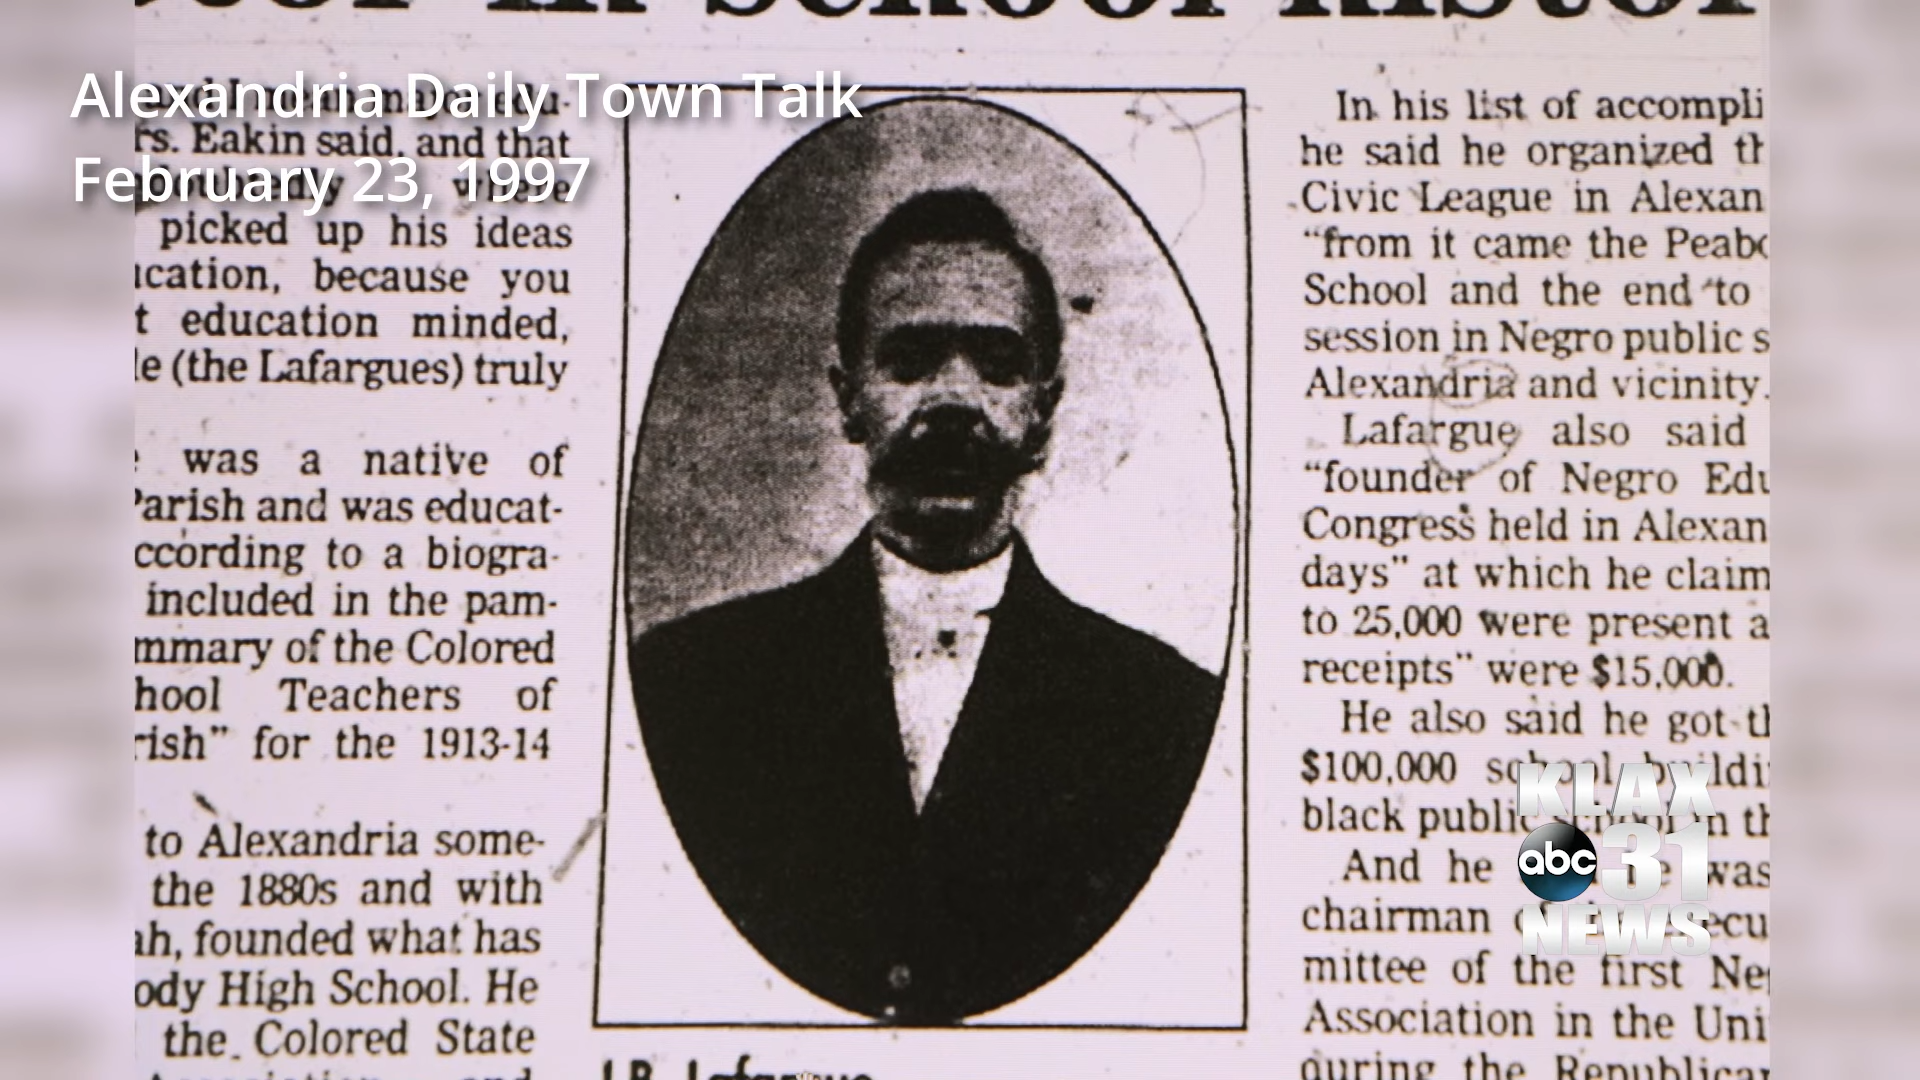 Alexandria Daily Town Talk
February 23, 1997
rs. Eakin said, and that
picked up his ideas
ucation, because you
t education minded,
le (the Lafargues) truly
was a native of
Parish and was educat-
ccording to a biogra-
included in the pam-
mmary of the Colored
hool Teachers of
rish" for the 1913-14
to Alexandria some-
the 1880s and with
ah, founded what has
ody High School. He
the Colored State
In his list of accompli
he said he organized th
Civic League in Alexan
"from it came the Peabo
School and the end to
session in Negro public s
Alexandria and vicinity.
Lafargue also said
"founder of Negro Edu
Congress held in Alexan
days" at which he claim
to 25,000 were present a
receipts" were $15,000.
He also said he got th
$100,000 school buildi
black public school in th
And he was
chairman
mittee of the first Neg
Association in the Uni
during the Republican
KLAX
abc 31
NEWS